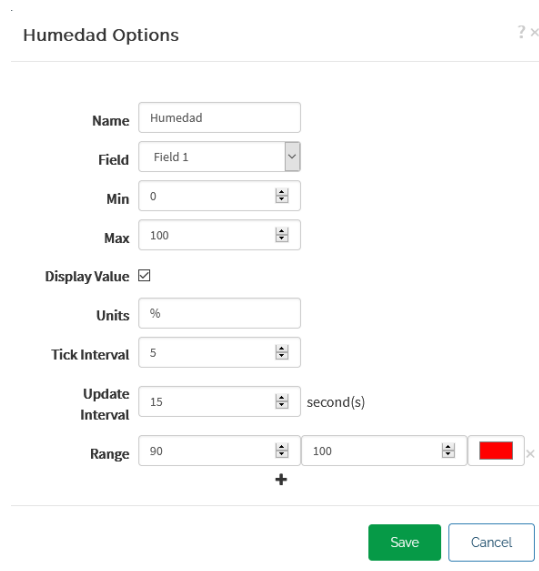 Humedad Options ? ×
Name Humedad
Field Field 1
Min 0
Max 100
Display Value
Units %
Tick Interval 5
Update
Interval 15 second(s)
Range 90 100 ×
+
Save Cancel